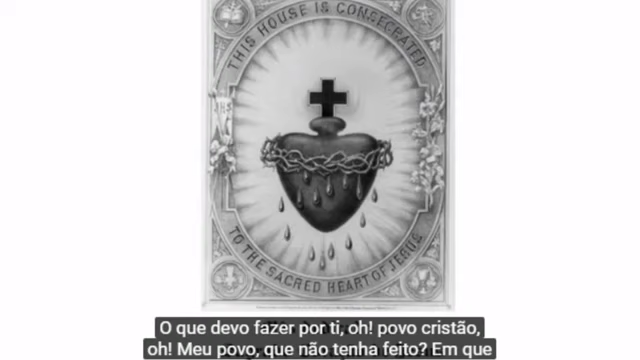 THIS HOUSE IS CONSECRATED
TO THE SACRED HEART OF JESUS
O que devo fazer por ti, oh! povo cristão,
oh! Meu povo, que não tenha feito? Em que